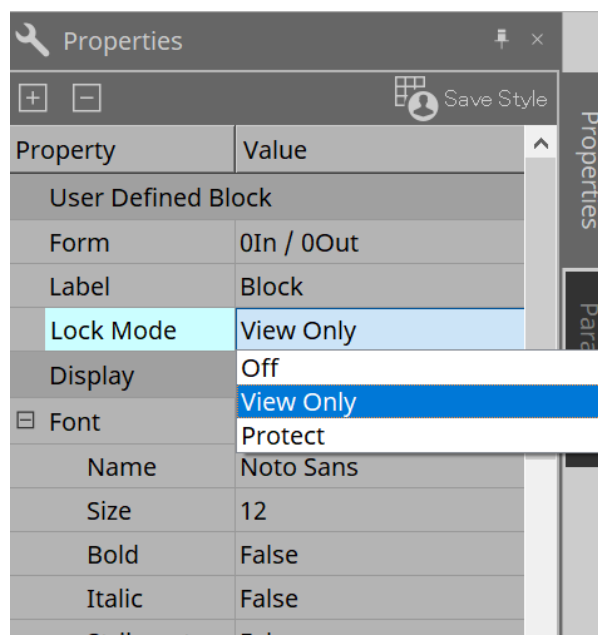 Properties
Save Style
Property Value
User Defined Block
Form 0In / 0Out
Label Block
Lock Mode View Only
Off
Display
View Only
Font
Protect
Name Noto Sans
Size 12
Bold False
Italic False
Properties